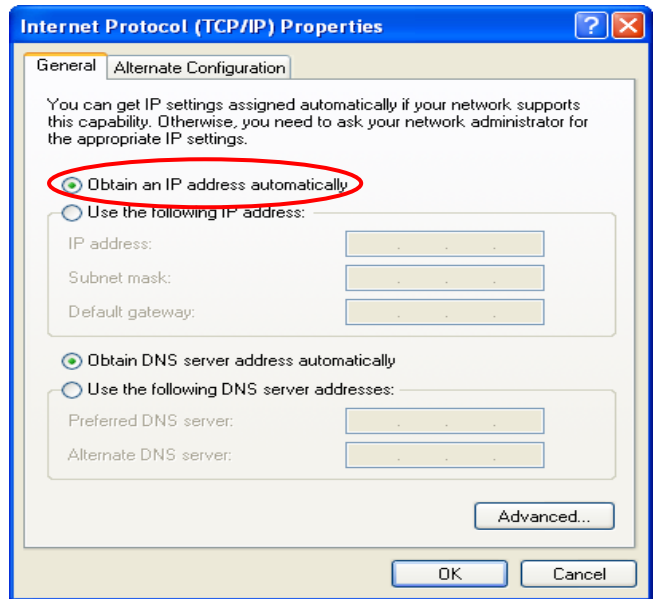 Internet Protocol (TCP/IP) Properties
General
Alternate Configuration
You can get IP settings assigned automatically if your network supports
this capability. Otherwise, you need to ask your network administrator for
the appropriate IP settings.
Obtain an IP address automatically
Use the following IP address:
IP address:
Subnet mask:
Default gateway:
Obtain DNS server address automatically
Use the following DNS server addresses:
Preferred DNS server:
Alternate DNS server:
Advanced...
OK
Cancel